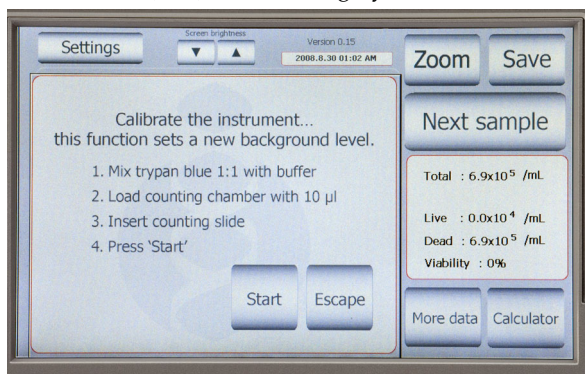 Settings
Screen brightness
▼ ▲
Version 0.15
2008.8.30 01:02 AM
Zoom
Save
Calibrate the instrument...
this function sets a new background level.
1. Mix trypan blue 1:1 with buffer
2. Load counting chamber with 10 µl
3. Insert counting slide
4. Press ‘Start’
Start
Escape
Next sample
Total : 6.9x10⁵ /mL
Live : 0.0x10⁴ /mL
Dead : 6.9x10⁵ /mL
Viability : 0%
More data
Calculator